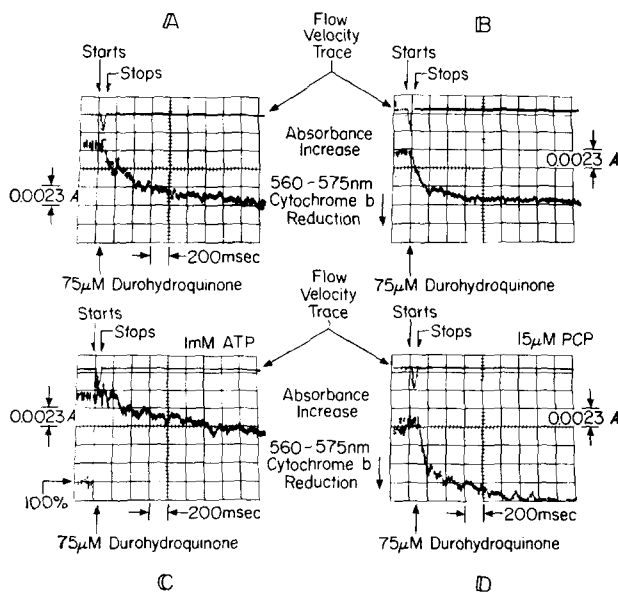 A
Flow
Velocity
Trace
B
Starts
Stops
Starts
Stops
Absorbance
Increase
0.0023 A
560-575nm
Cytochrome b
Reduction
0.0023 A
200msec
75μM Durohydroquinone
Flow
Velocity
Trace
75μM Durohydroquinone
Starts
Stops
1mM ATP
Starts
Stops
15μM PCP
Absorbance
Increase
0.0023 A
560-575nm
Cytochrome b
Reduction
0.0023 A
100%
200msec
200msec
75μM Durohydroquinone
75μM Durohydroquinone
C
D